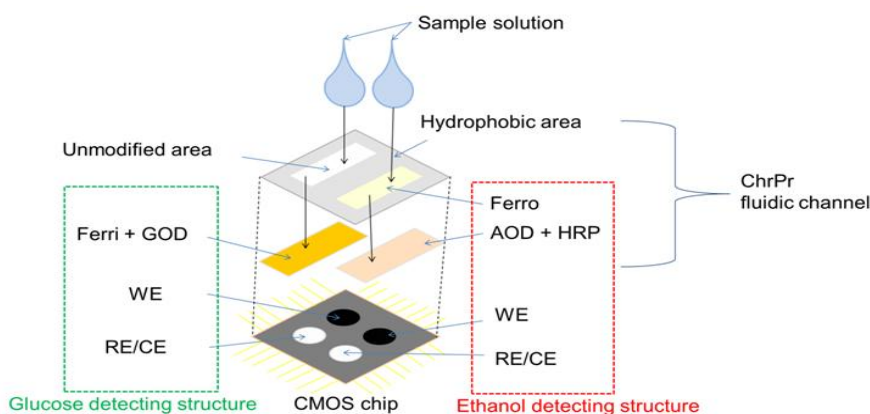 Sample solution
Hydrophobic area
Unmodified area
ChrPr
fluidic channel
Ferro
Ferri + GOD
AOD + HRP
WE
WE
RE/CE
RE/CE
Glucose detecting structure
CMOS chip
Ethanol detecting structure